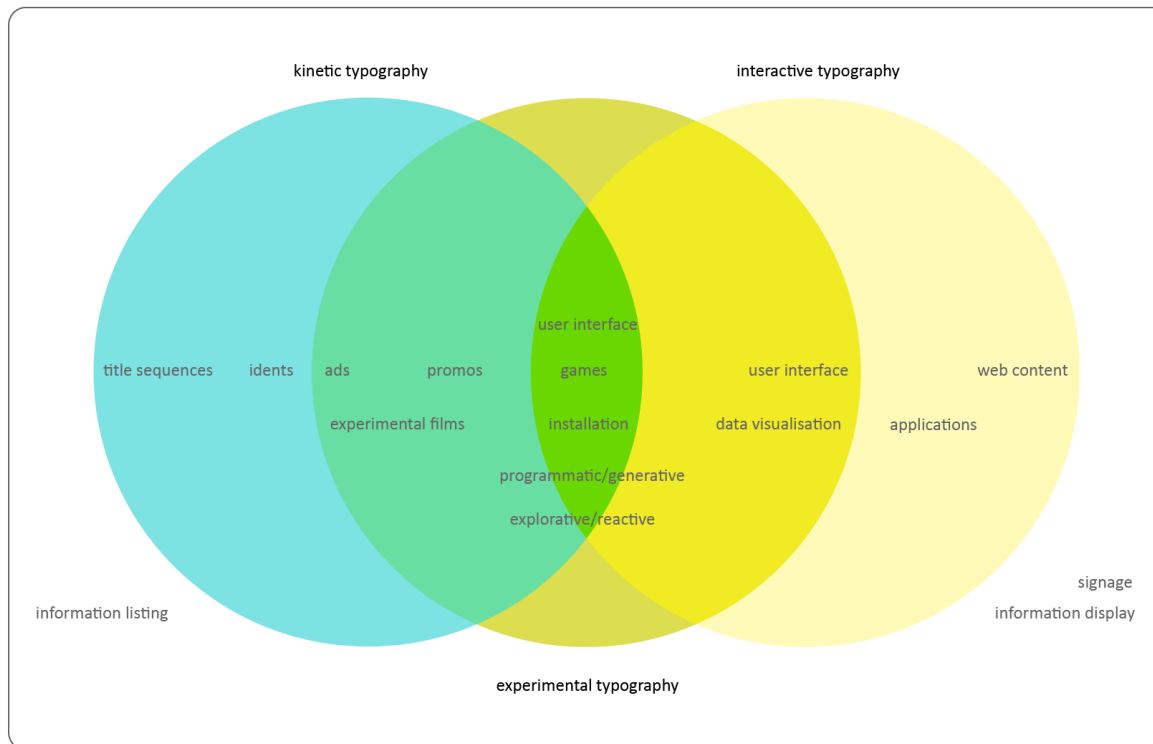 kinetic typography
interactive typography
user interface
title sequences
idents
ads
promos
games
user interface
web content
experimental films
installation
data visualisation
applications
programmatic/generative
explorative/reactive
signage
information listing
information display
experimental typography